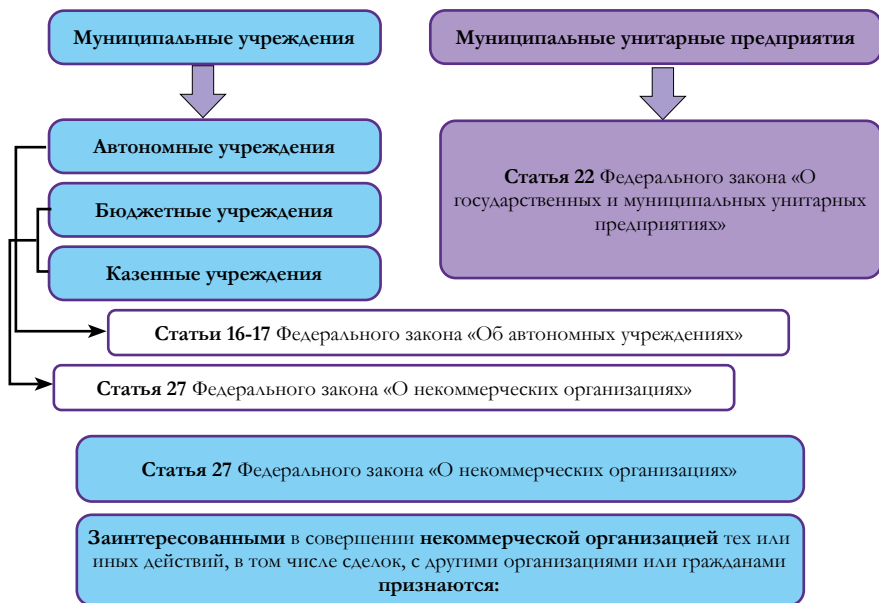 Муниципальные учреждения
Муниципальные унитарные предприятия
Автономные учреждения
Бюджетные учреждения
Казенные учреждения
Статья 22 Федерального закона «О
государственных и муниципальных унитарных
предприятиях»
Статьи 16-17 Федерального закона «Об автономных учреждениях»
Статья 27 Федерального закона «О некоммерческих организациях»
Статья 27 Федерального закона «О некоммерческих организациях»
Заинтересованными в совершении некоммерческой организацией тех или
иных действий, в том числе сделок, с другими организациями или гражданами
признаются: